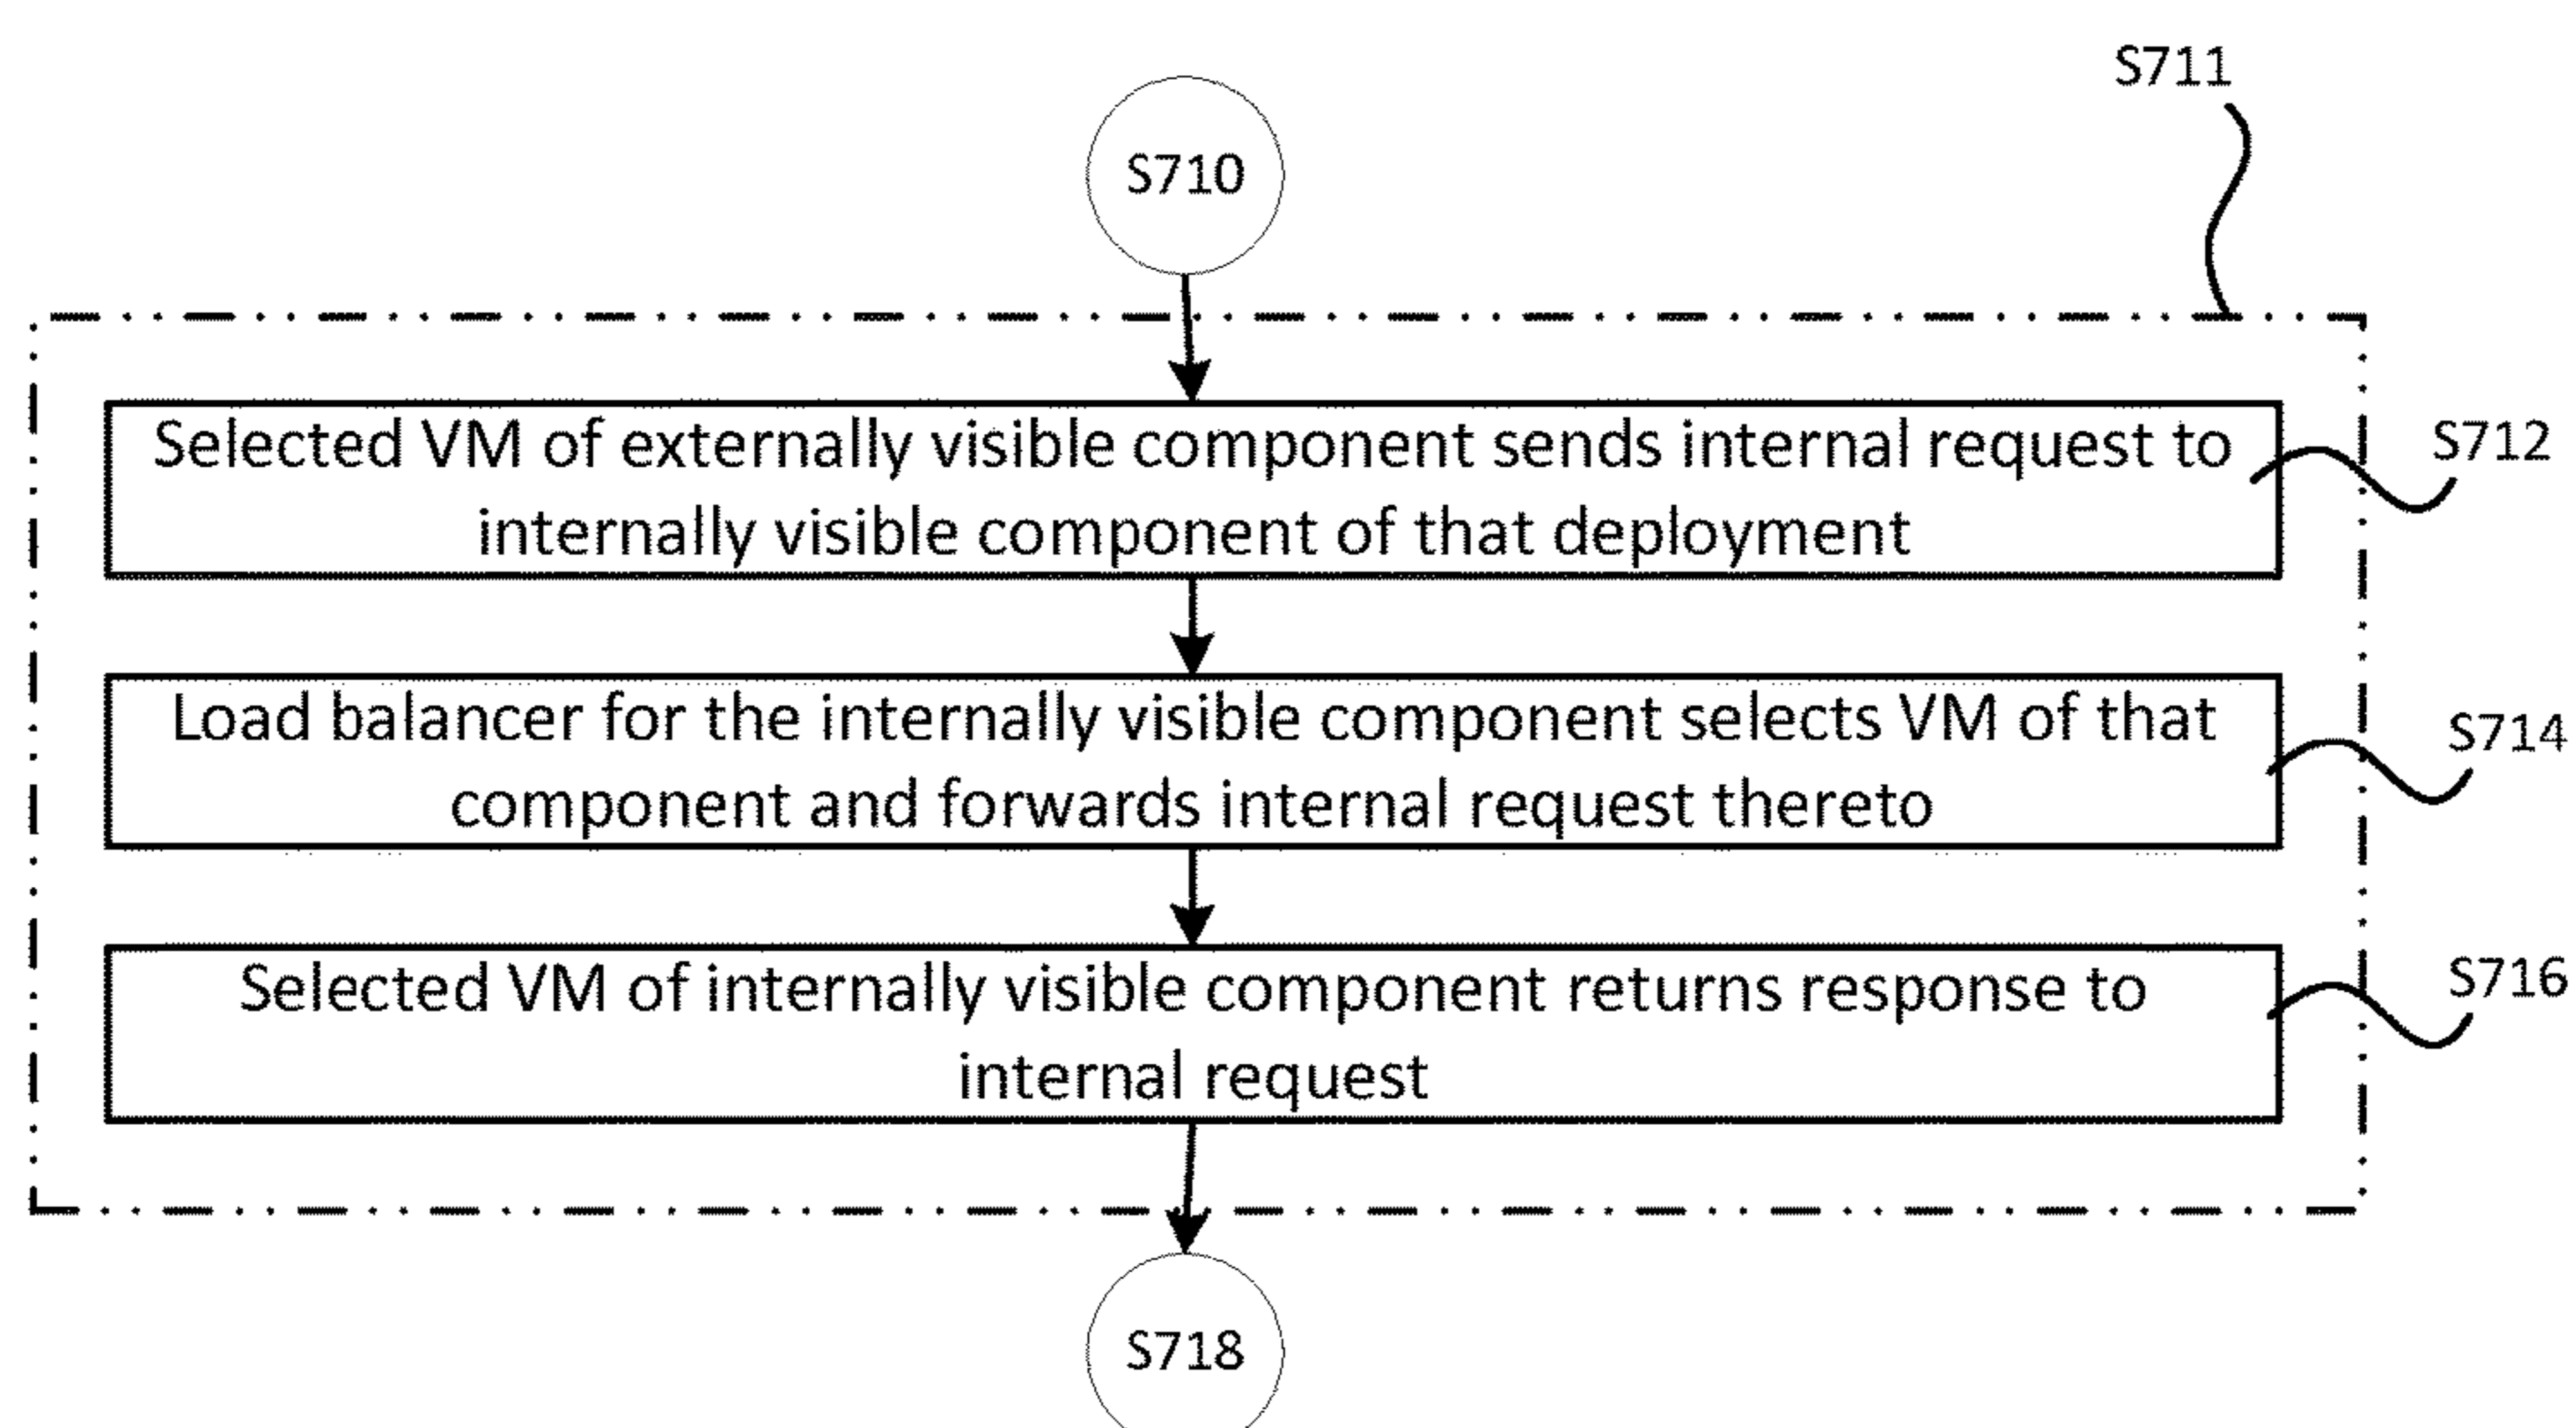 S711
S710
Selected VM of externally visible component sends internal request to
internally visible component of that deployment
S712
Load balancer for the internally visible component selects VM of that
component and forwards internal request thereto
S714
Selected VM of internally visible component returns response to
internal request
S716
S718